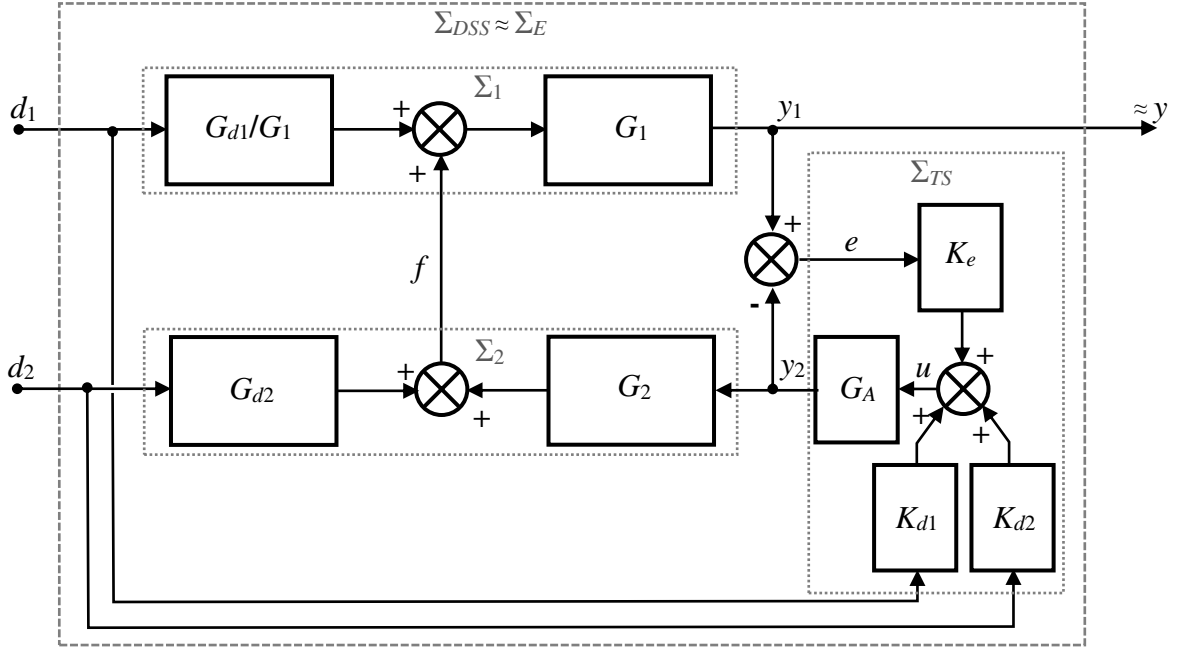 Σ_DSS ≈ Σ_E
d₁
G_d1/G₁
+
+
Σ₁
G₁
y₁
≈ y
Σ_TS
+
e
K_e
f
-
d₂
G_d2
+
+
Σ₂
G₂
y₂
G_A
u
+
+
+
K_d1
K_d2